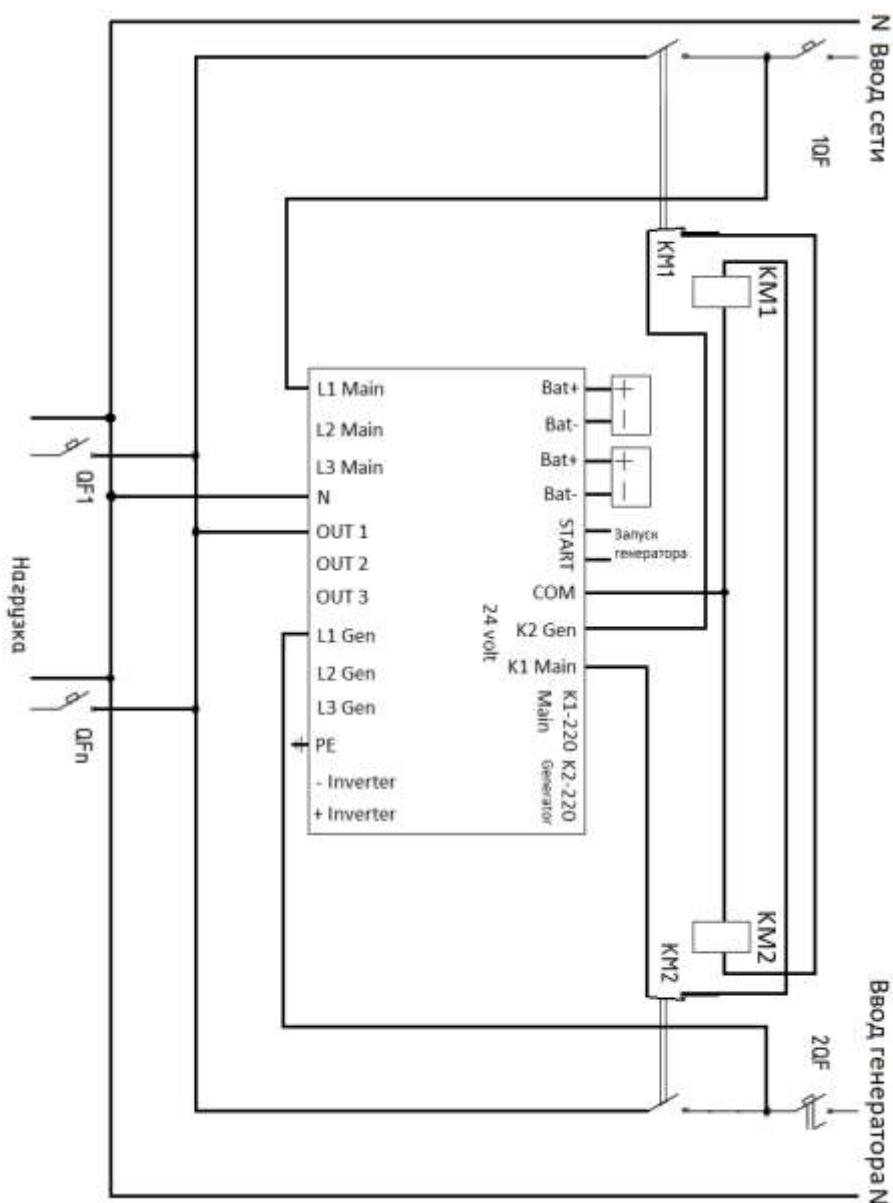 N Ввод сети
1QF
KM1
KM1
L1 Main
L2 Main
L3 Main
N
OUT 1
OUT 2
OUT 3
L1 Gen
L2 Gen
L3 Gen
PE
- Inverter
+ Inverter
Bat+
Bat-
Bat+
Bat-
START
COM
K2 Gen
K1 Main
+
-
+
-
Запуск
генератора
24 volt
K1-220 K2-220
Main Generator
QF1
Нагрузка
QFn
KM2
KM2
2QF
Ввод генератора N